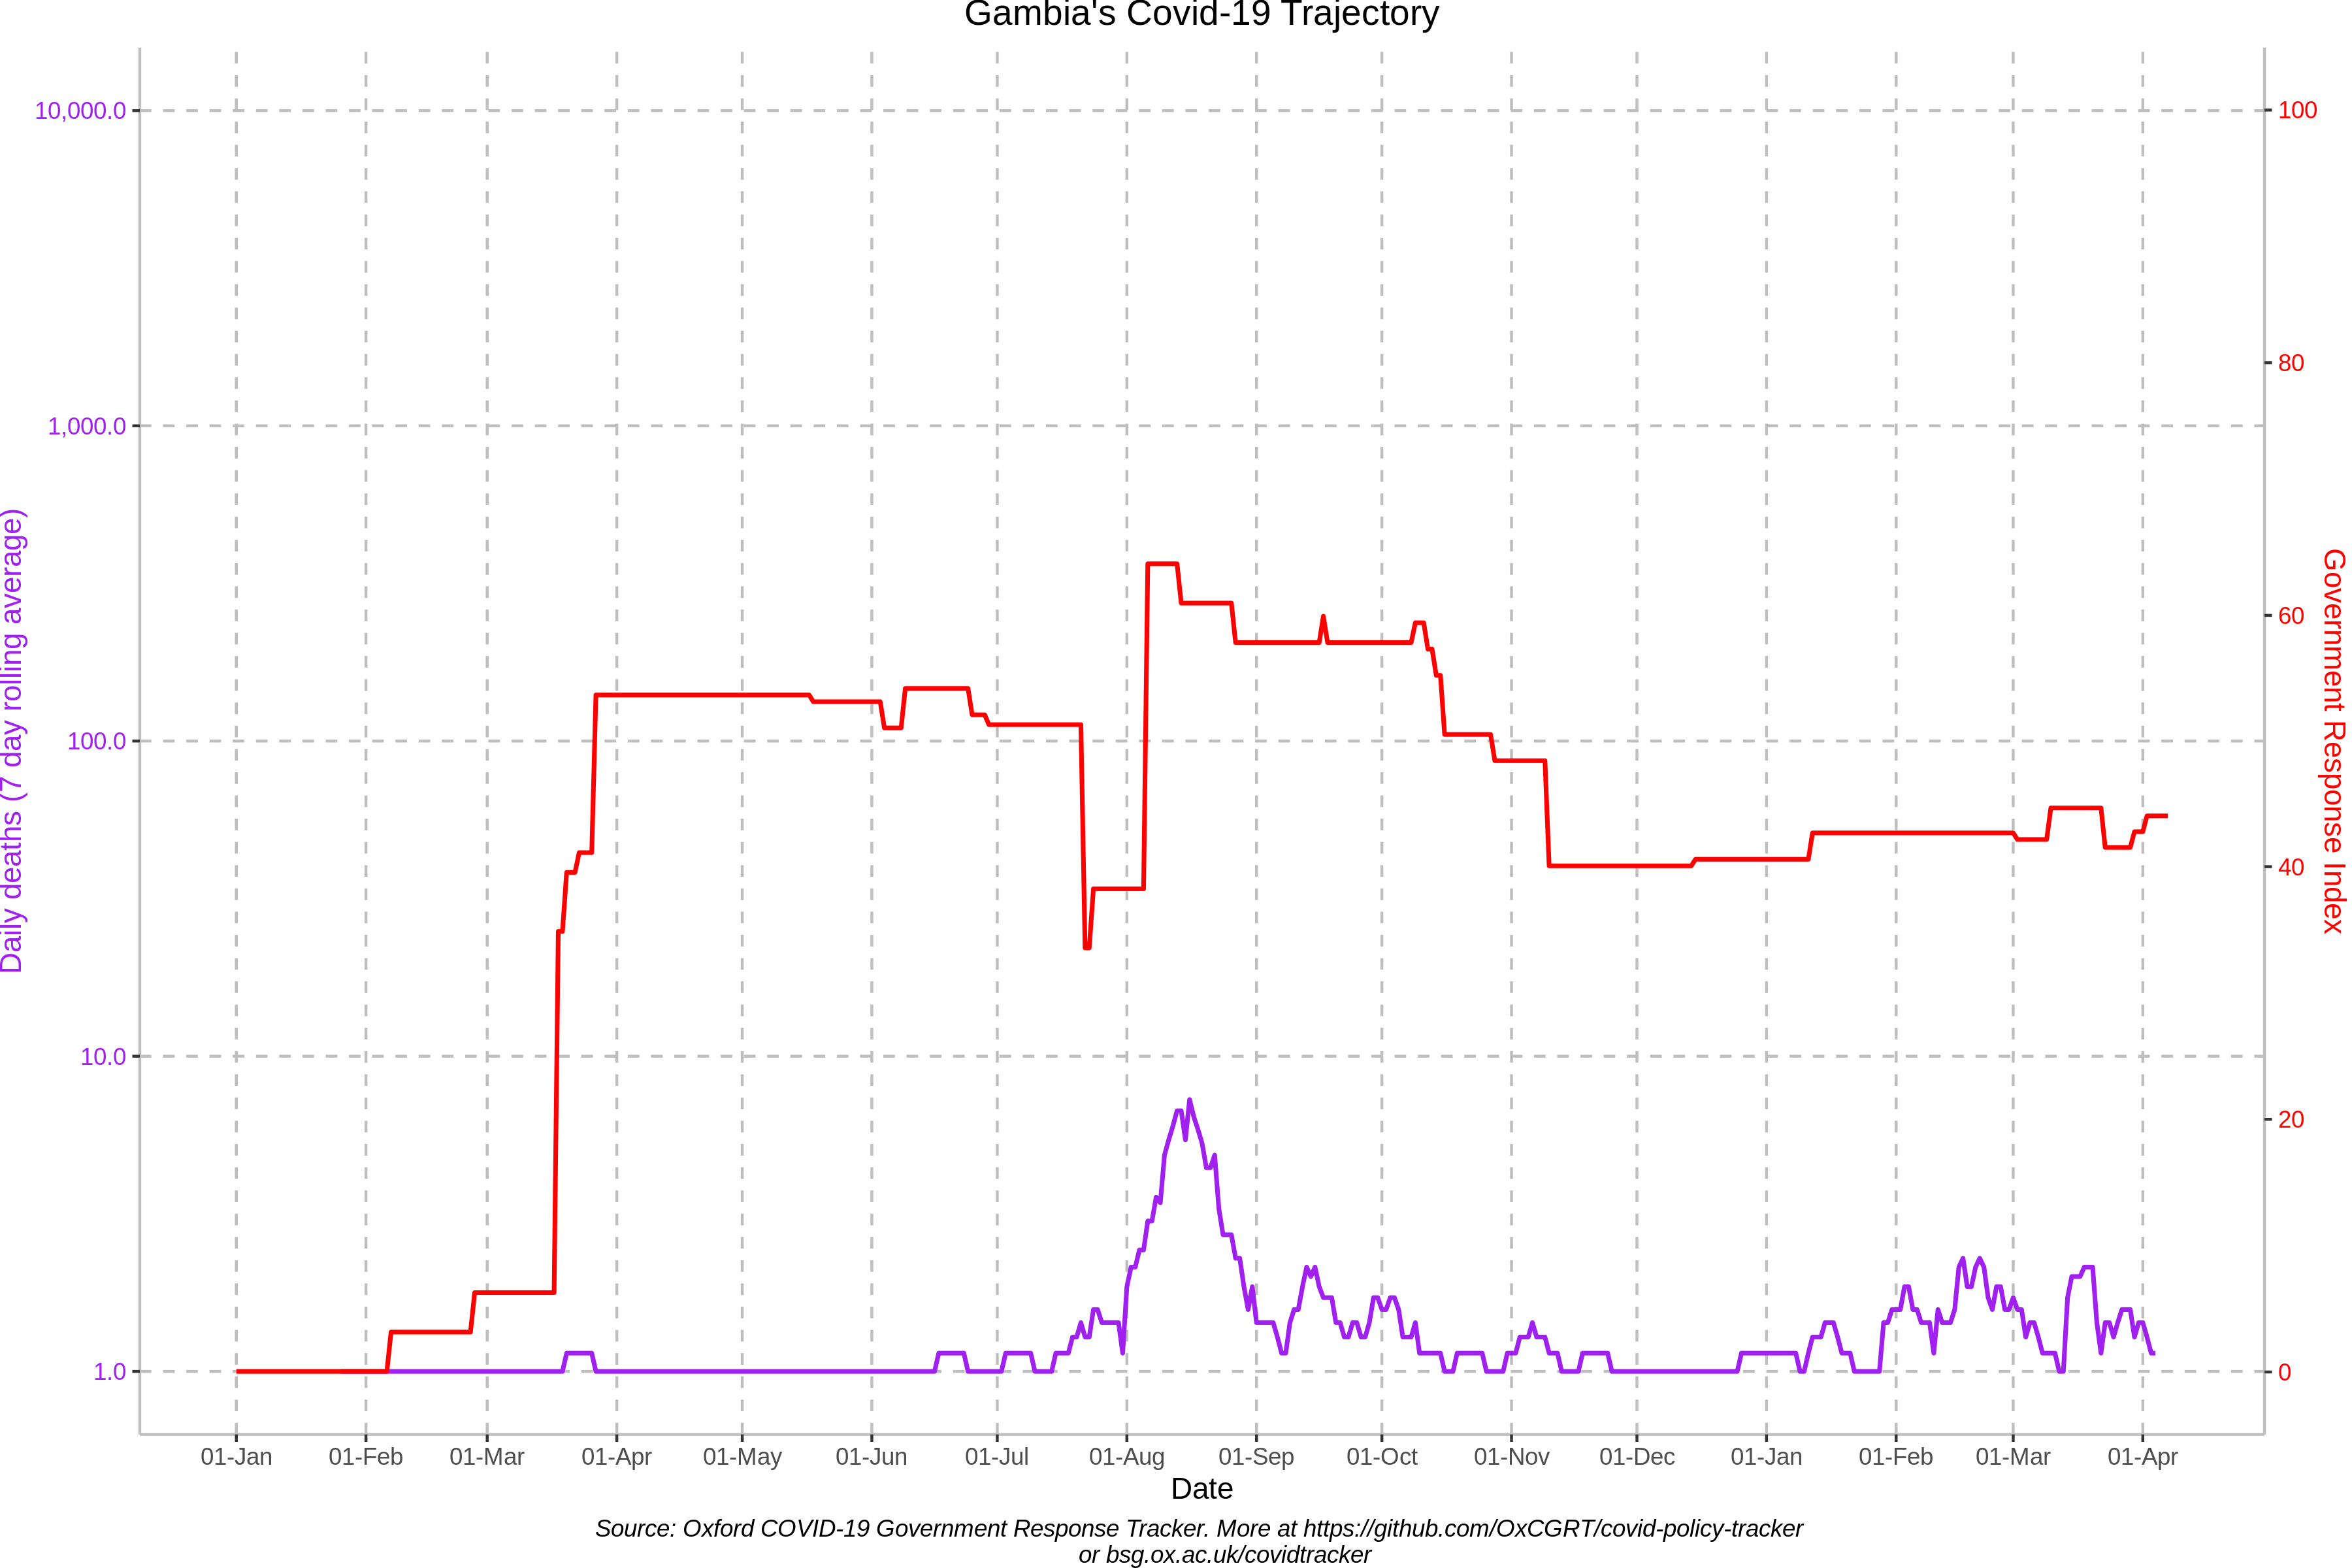 Gambia's Covid-19 Trajectory
10,000.0
1,000.0
100.0
10.0
1.0
Daily deaths (7 day rolling average)
100
80
60
40
20
0
Government Response Index
01-Jan 01-Feb 01-Mar 01-Apr 01-May 01-Jun 01-Jul 01-Aug 01-Sep 01-Oct 01-Nov 01-Dec 01-Jan 01-Feb 01-Mar 01-Apr
Date
Source: Oxford COVID-19 Government Response Tracker. More at https://github.com/OxCGRT/covid-policy-tracker
or bsg.ox.ac.uk/covidtracker